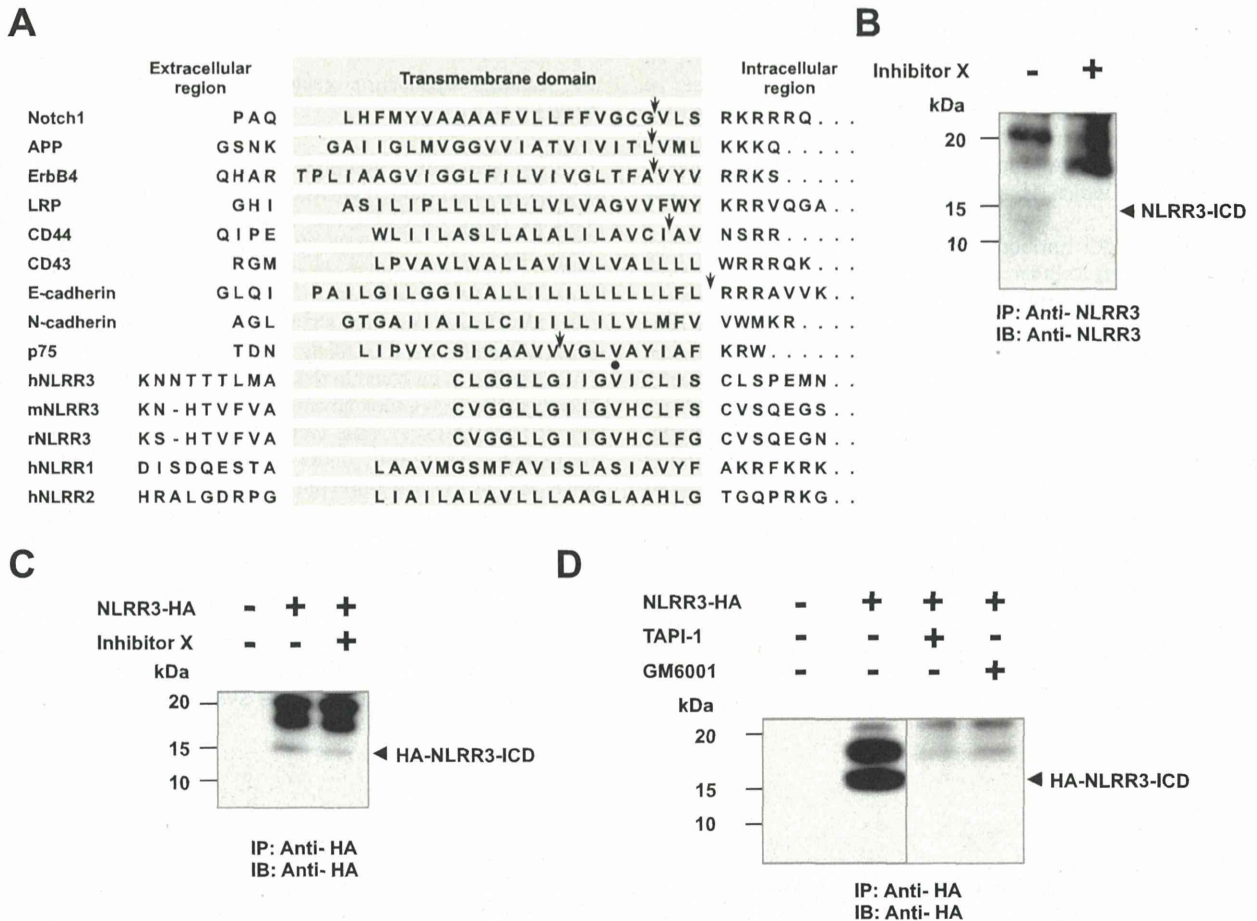 A
Extracellular region
Transmembrane domain
Intracellular region
Notch1 PAQ LHFMYVAAAAFVLLFFVGCGVLS RKRRRQ...
APP GSNK GAIIGLMVGGVVIATVIVITLVML KKKQ.....
ErbB4 QHAR TPLIAAGVIGGLFILVIVGLTFAVYV RRKS.....
LRP GHI ASILIPLLLLLLLVLVAGVVFWY KRRVQGA..
CD44 QIPE WLIILASLLALALILAVCIAV NSRR.....
CD43 RGM LPVAVLVALLAVIVLVALLLL WRRRQK...
E-cadherin GLQI PAILGILGGILALLILILLLLLLFL RRRAVVK..
N-cadherin AGL GTGAIIAILLCIIILLILVLMFV VWMKR....
p75 TDN LIPVYCSICAAVVVGLVAYIAF KRW......
hNLRR3 KNNTTTLMA CLGGLLGIIGVICLIS CLSPEMN..
mNLRR3 KN-HTVFVA CVGGLLGIIGVHCLFS CVSQEGS..
rNLRR3 KS-HTVFVA CVGGLLGIIGVHCLFG CVSQEGN..
hNLRR1 DISDQESTA LAAVMGSMFAVISLASIAVYF AKRFKRK..
hNLRR2 HRALGDRPG LIAILALAVLLLAAGLAAHLG TGQPRKG..
B
Inhibitor X - +
kDa
20
15
10
NLRR3-ICD
IP: Anti- NLRR3
IB: Anti- NLRR3
C
NLRR3-HA - + +
Inhibitor X - - +
kDa
20
15
10
HA-NLRR3-ICD
IP: Anti- HA
IB: Anti- HA
D
NLRR3-HA - + + +
TAPI-1 - - + -
GM6001 - - - +
kDa
20
15
10
HA-NLRR3-ICD
IP: Anti- HA
IB: Anti- HA